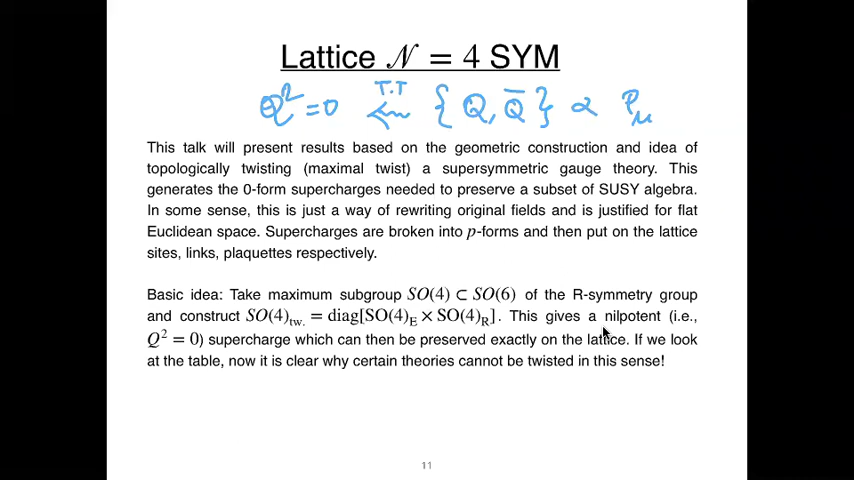 Lattice 𝒩 = 4 SYM
Q² = 0 T.T ⇐ { Q, Q̄ } ∝ Pμ
This talk will present results based on the geometric construction and idea of
topologically twisting (maximal twist) a supersymmetric gauge theory. This
generates the 0-form supercharges needed to preserve a subset of SUSY algebra.
In some sense, this is just a way of rewriting original fields and is justified for flat
Euclidean space. Supercharges are broken into p-forms and then put on the lattice
sites, links, plaquettes respectively.
Basic idea: Take maximum subgroup SO(4) ⊂ SO(6) of the R-symmetry group
and construct SO(4)tw. = diag[SO(4)E × SO(4)R]. This gives a nilpotent (i.e.,
Q² = 0) supercharge which can then be preserved exactly on the lattice. If we look
at the table, now it is clear why certain theories cannot be twisted in this sense!
11